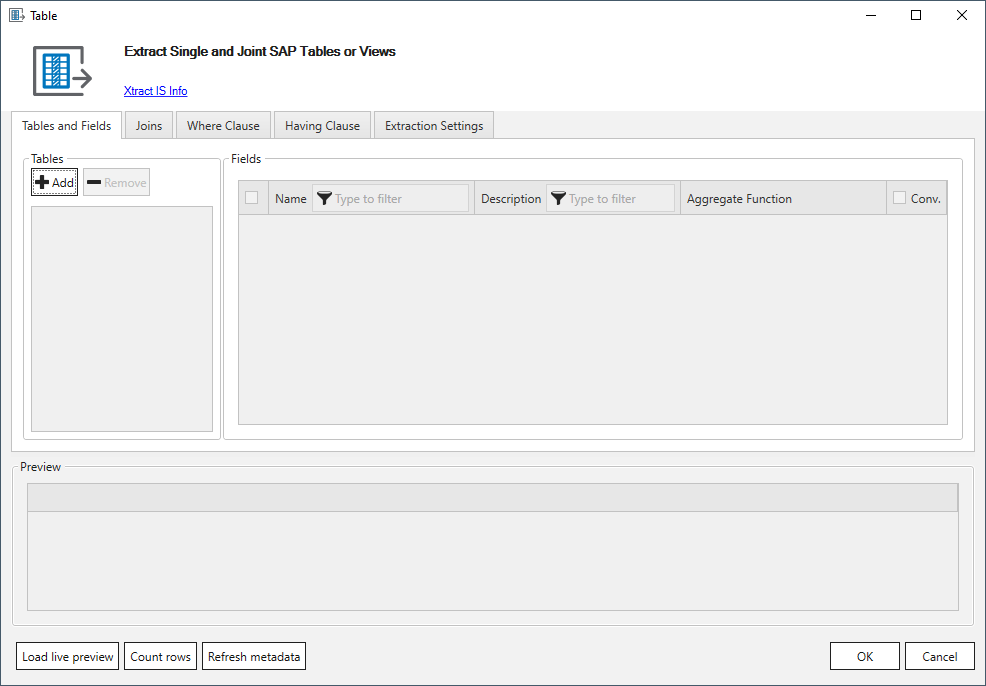 Table
Extract Single and Joint SAP Tables or Views
Xtract IS Info
Tables and Fields Joins Where Clause Having Clause Extraction Settings
Tables
Add Remove
Fields
Name Type to filter Description Type to filter Aggregate Function Conv.
Preview
Load live preview Count rows Refresh metadata OK Cancel